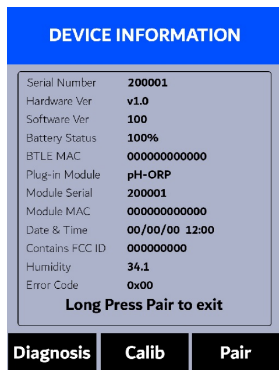 DEVICE INFORMATION
Serial Number 200001
Hardware Ver v1.0
Software Ver 100
Battery Status 100%
BTLE MAC 000000000000
Plug-in Module pH-ORP
Module Serial 200001
Module MAC 000000000000
Date & Time 00/00/00 12:00
Contains FCC ID 000000000
Humidity 34.1
Error Code 0x00
Long Press Pair to exit
Diagnosis Calib Pair